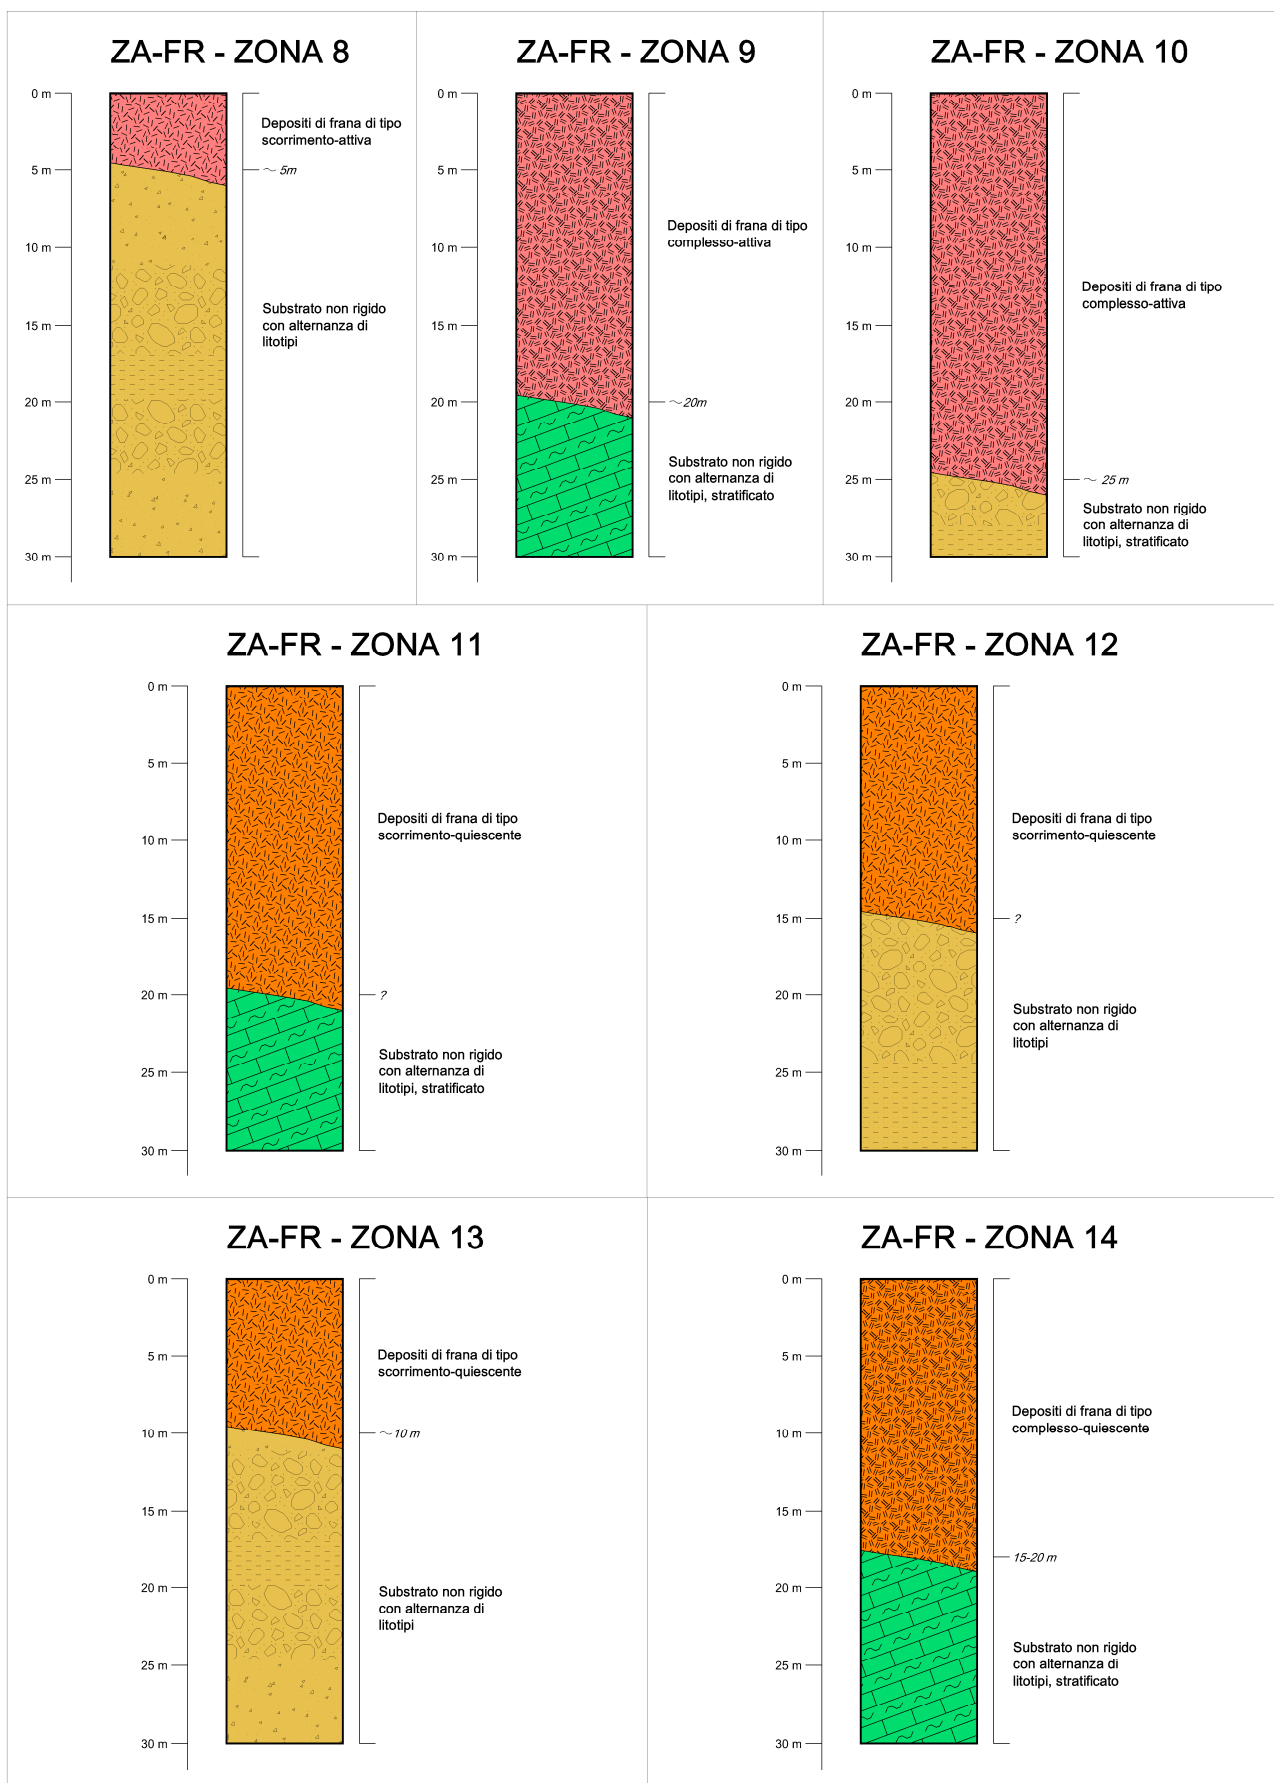 ZA-FR - ZONA 8
0 m
5 m
10 m
15 m
20 m
25 m
30 m
Depositi di frana di tipo
scorrimento-attiva
~ 5m
Substrato non rigido
con alternanza di
litotipi
ZA-FR - ZONA 9
0 m
5 m
10 m
15 m
20 m
25 m
30 m
Depositi di frana di tipo
complesso-attiva
~20m
Substrato non rigido
con alternanza di
litotipi, stratificato
ZA-FR - ZONA 10
0 m
5 m
10 m
15 m
20 m
25 m
30 m
Depositi di frana di tipo
complesso-attiva
~ 25 m
Substrato non rigido
con alternanza di
litotipi, stratificato
ZA-FR - ZONA 11
0 m
5 m
10 m
15 m
20 m
25 m
30 m
Depositi di frana di tipo
scorrimento-quiescente
?
Substrato non rigido
con alternanza di
litotipi, stratificato
ZA-FR - ZONA 12
0 m
5 m
10 m
15 m
20 m
25 m
30 m
Depositi di frana di tipo
scorrimento-quiescente
?
Substrato non rigido
con alternanza di
litotipi
ZA-FR - ZONA 13
0 m
5 m
10 m
15 m
20 m
25 m
30 m
Depositi di frana di tipo
scorrimento-quiescente
~10 m
Substrato non rigido
con alternanza di
litotipi
ZA-FR - ZONA 14
0 m
5 m
10 m
15 m
20 m
25 m
30 m
Depositi di frana di tipo
complesso-quiescente
15-20 m
Substrato non rigido
con alternanza di
litotipi, stratificato